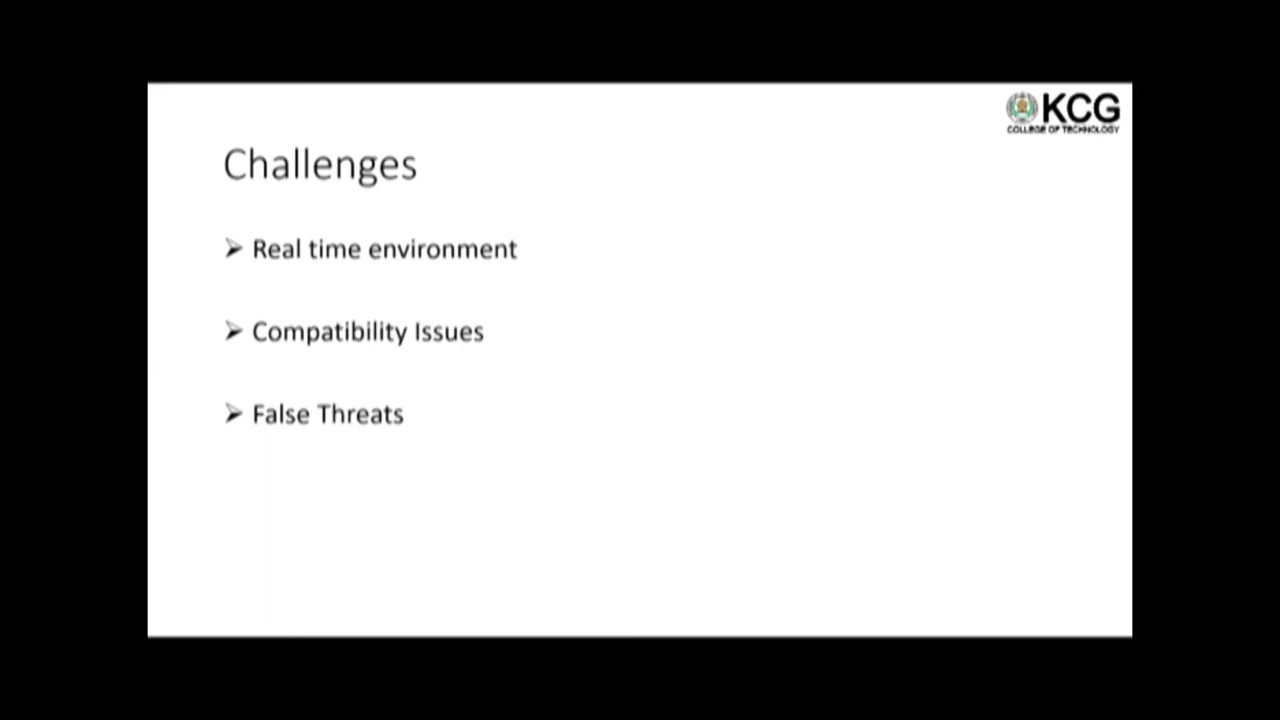 KCG
COLLEGE OF TECHNOLOGY
Challenges
Real time environment
Compatibility Issues
False Threats